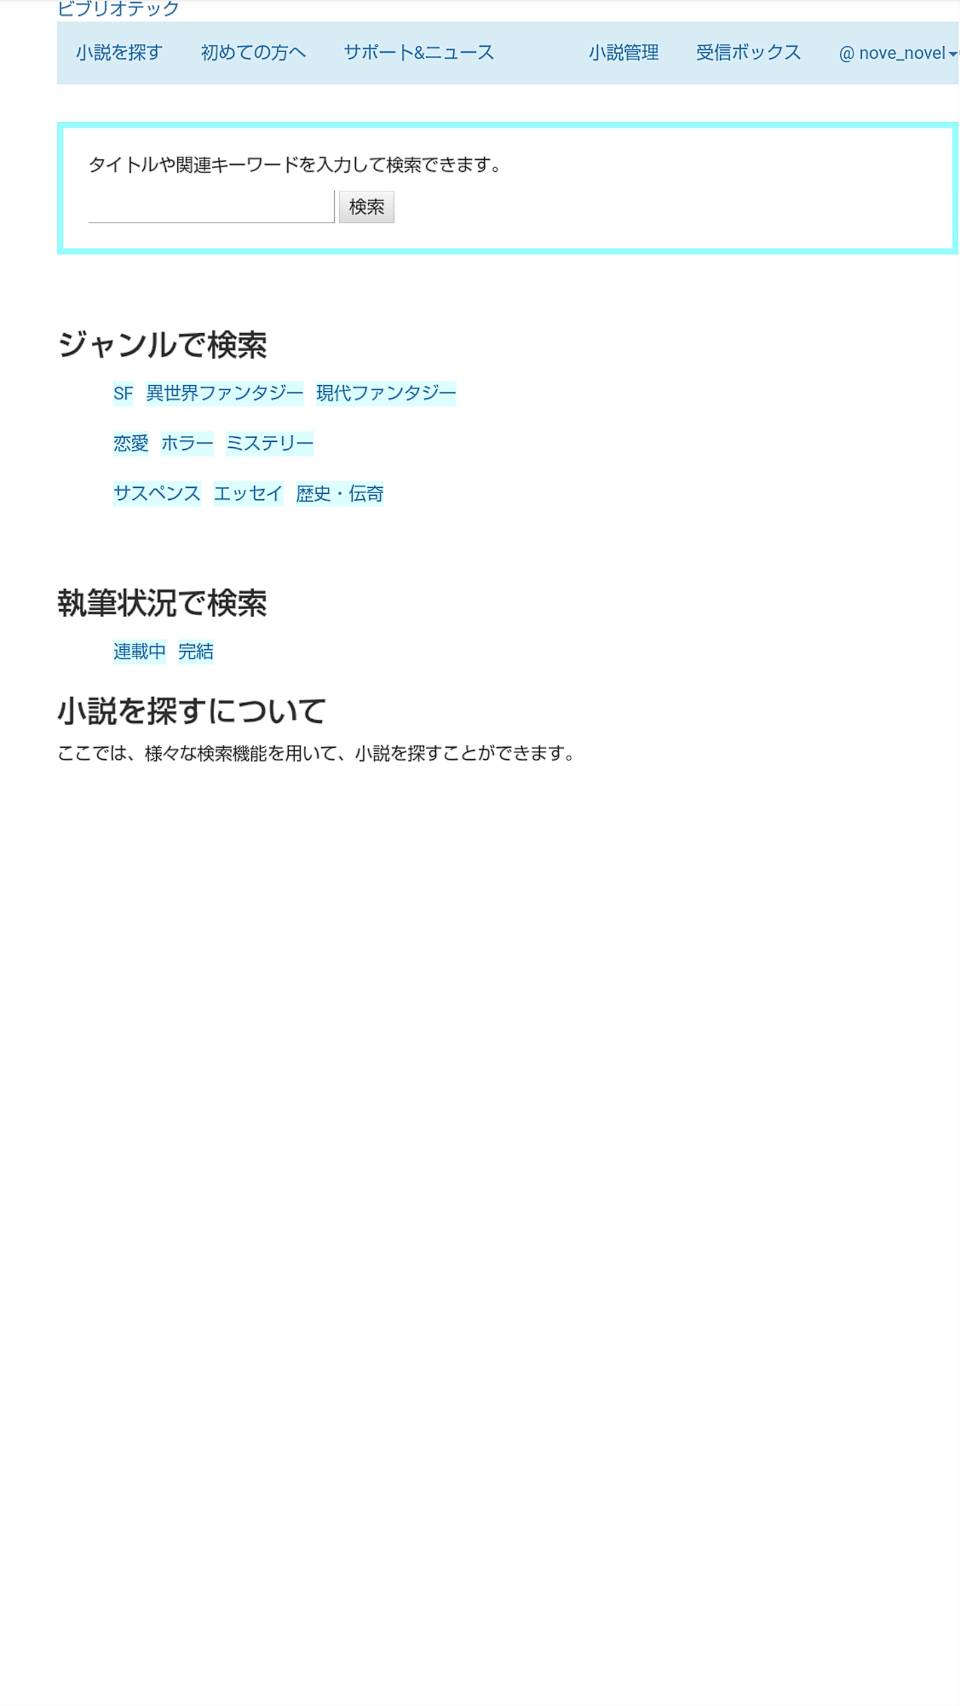 ビブリオテック
小説を探す 初めての方へ サポート&ニュース 小説管理 受信ボックス @ nove_novel
タイトルや関連キーワードを入力して検索できます。
検索
ジャンルで検索
SF 異世界ファンタジー 現代ファンタジー
恋愛 ホラー ミステリー
サスペンス エッセイ 歴史・伝奇
執筆状況で検索
連載中 完結
小説を探すについて
ここでは、様々な検索機能を用いて、小説を探すことができます。